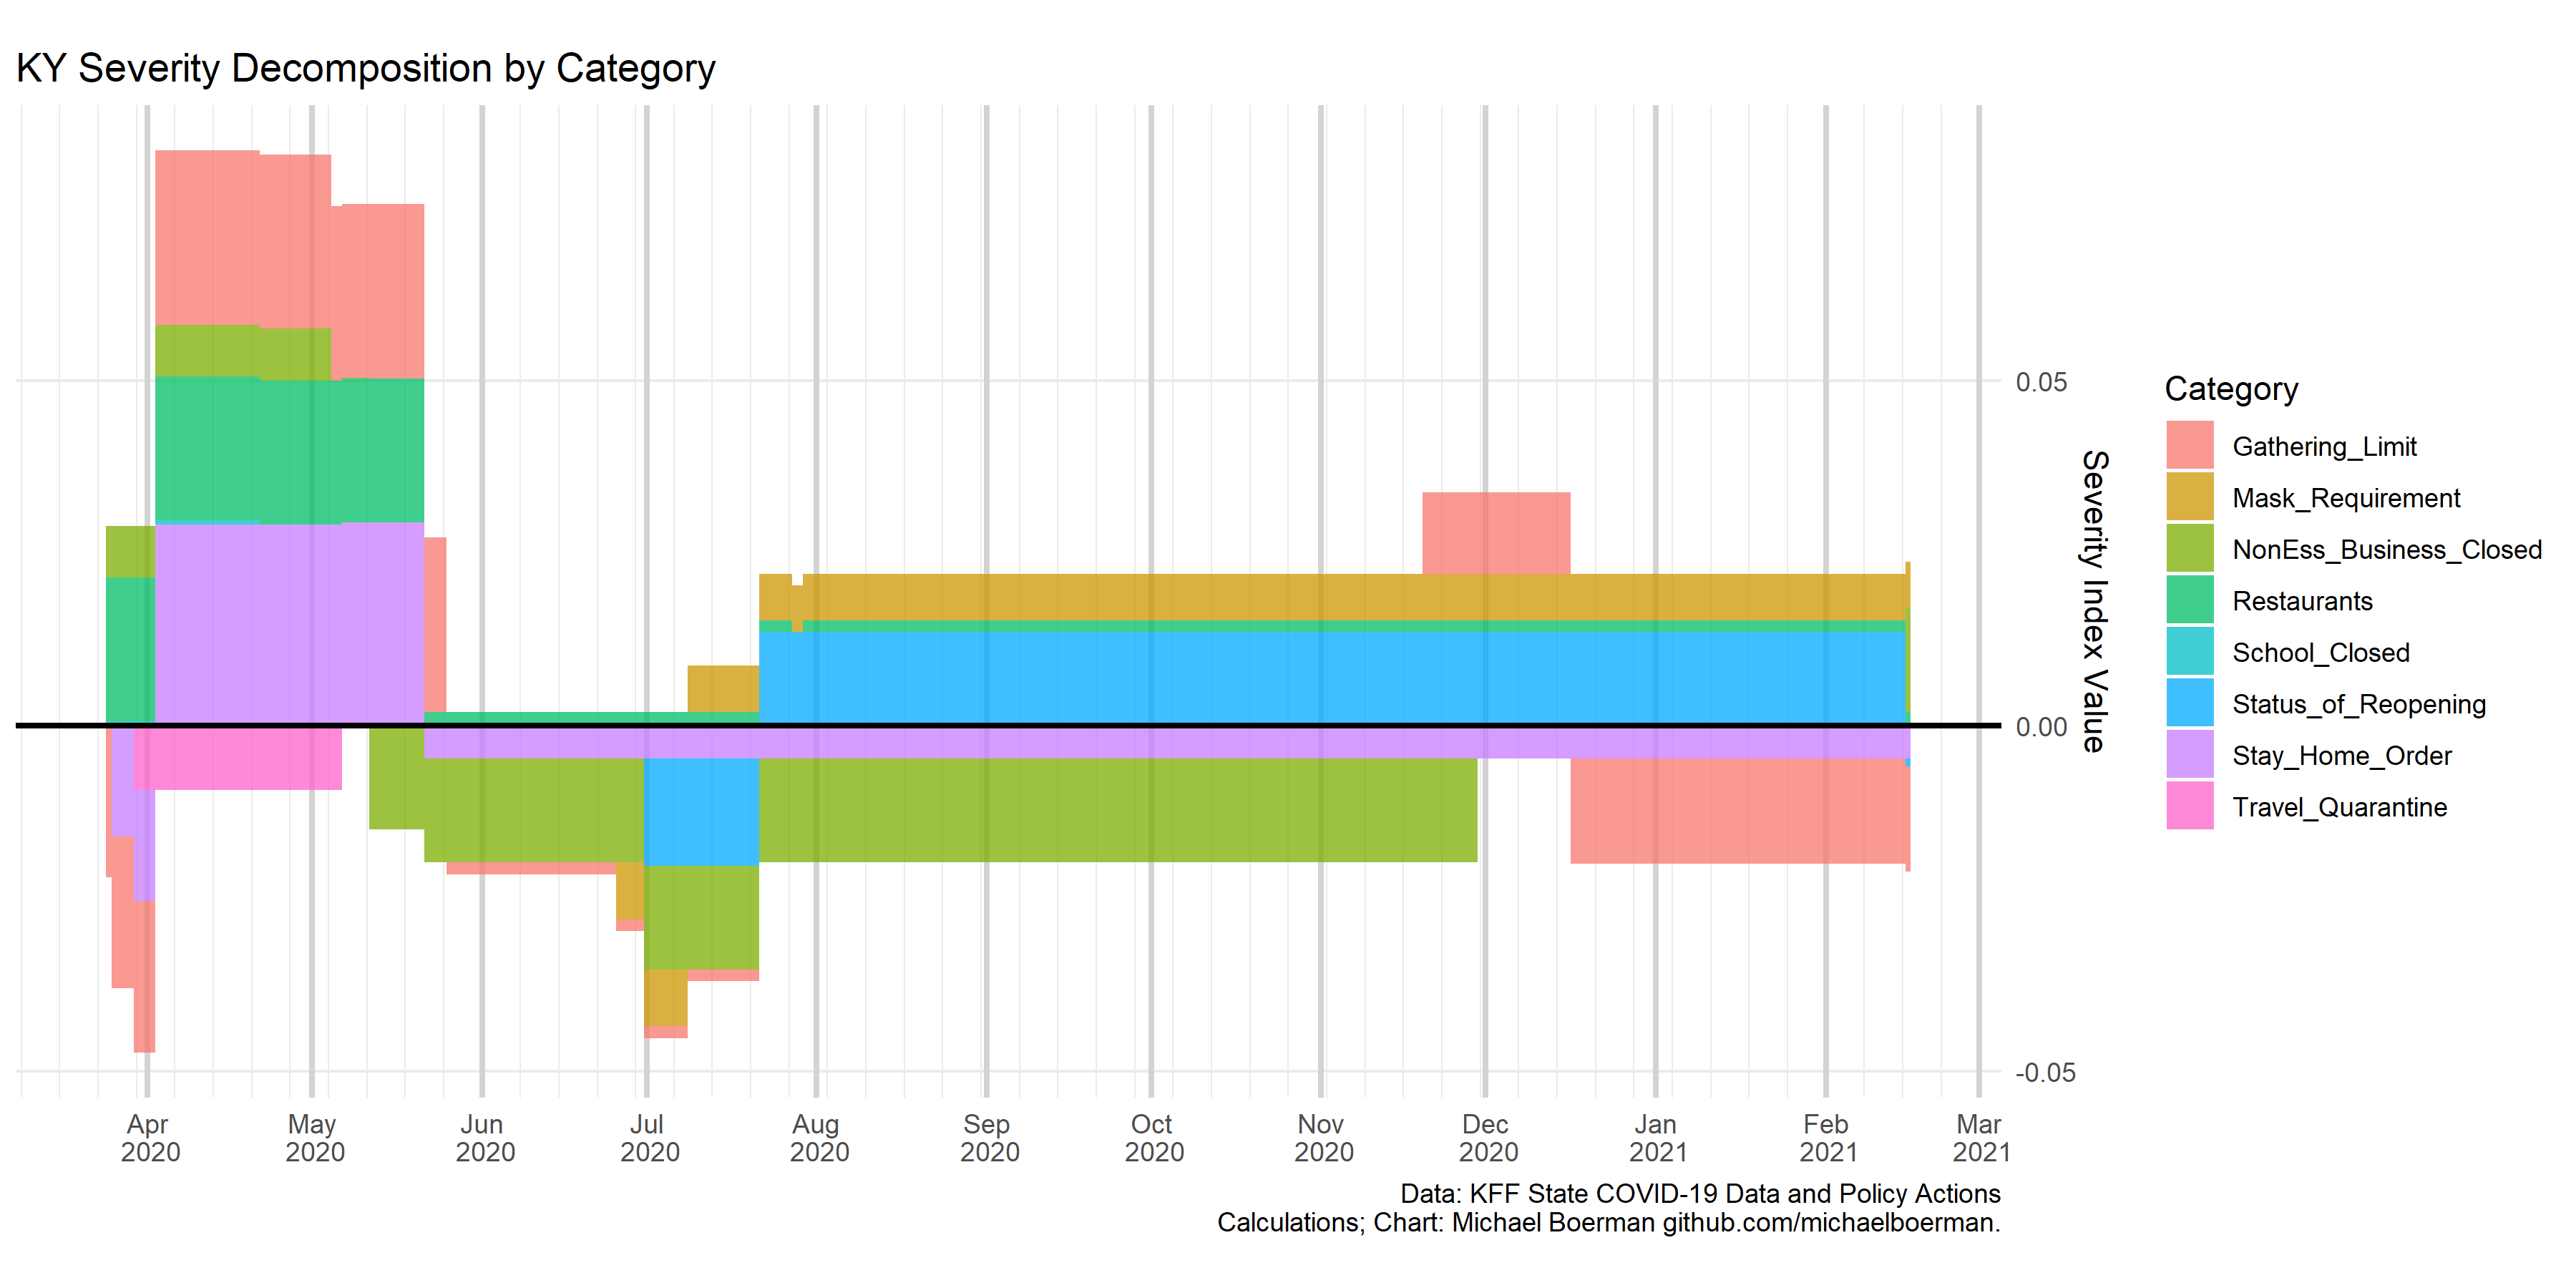 KY Severity Decomposition by Category
0.05
0.00
-0.05
Severity Index Value
Apr
2020
May
2020
Jun
2020
Jul
2020
Aug
2020
Sep
2020
Oct
2020
Nov
2020
Dec
2020
Jan
2021
Feb
2021
Mar
2021
Category
Gathering_Limit
Mask_Requirement
NonEss_Business_Closed
Restaurants
School_Closed
Status_of_Reopening
Stay_Home_Order
Travel_Quarantine
Data: KFF State COVID-19 Data and Policy Actions
Calculations; Chart: Michael Boerman github.com/michaelboerman.